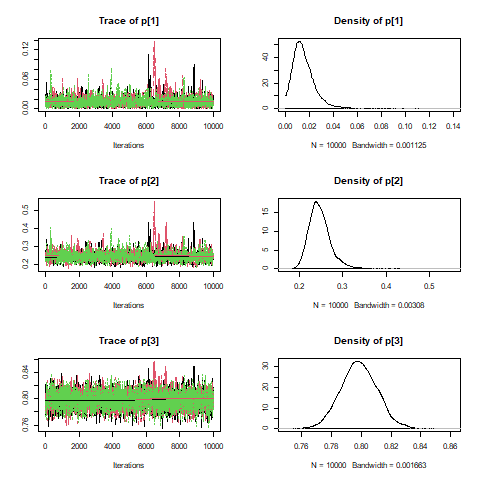 Trace of p[1]
0.00 0.06 0.12
0 2000 4000 6000 8000 10000
Iterations
Density of p[1]
0 20 40
0.00 0.02 0.04 0.06 0.08 0.10 0.12 0.14
N = 10000 Bandwidth = 0.001125
Trace of p[2]
0.2 0.3 0.4 0.5
0 2000 4000 6000 8000 10000
Iterations
Density of p[2]
0 5 10 15
0.2 0.3 0.4 0.5
N = 10000 Bandwidth = 0.00308
Trace of p[3]
0.76 0.80 0.84
0 2000 4000 6000 8000 10000
Iterations
Density of p[3]
0 10 20 30
0.76 0.78 0.80 0.82 0.84 0.86
N = 10000 Bandwidth = 0.001663